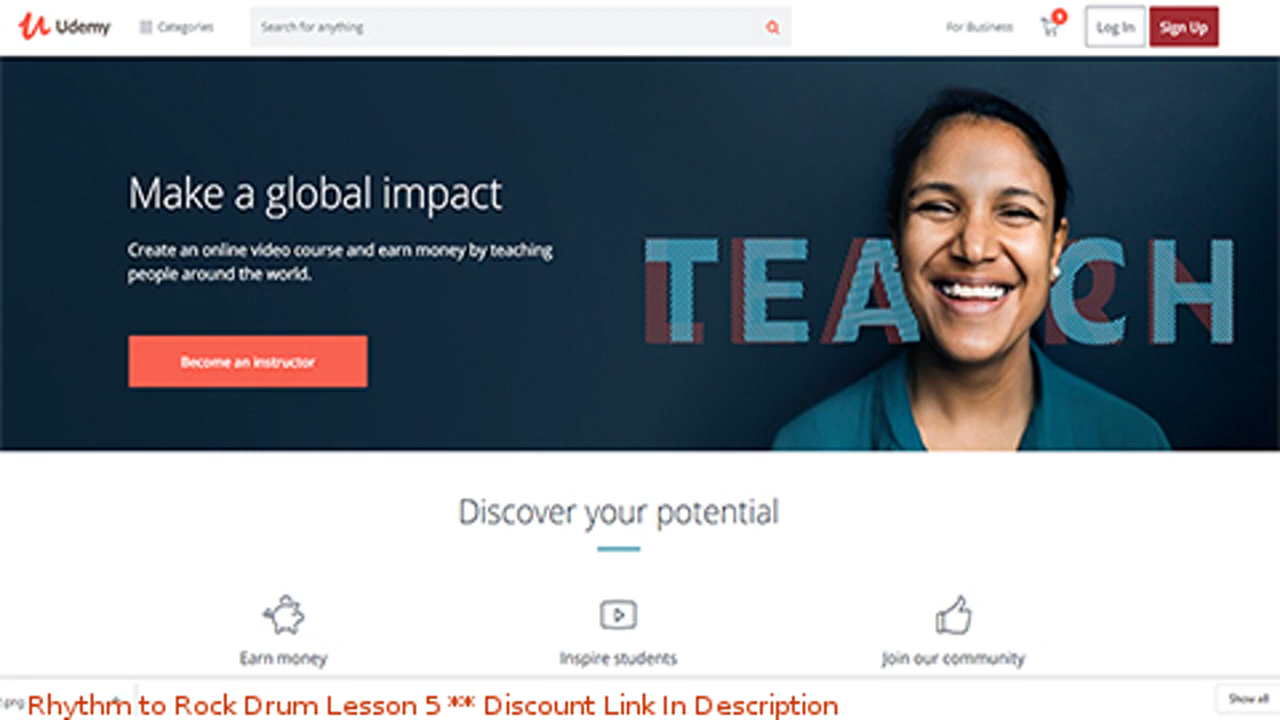 Udemy
Categories
Search for anything
For Business
Log In
Sign Up
Make a global impact
Create an online video course and earn money by teaching
people around the world.
Become an instructor
TEACH
Discover your potential
Earn money
Inspire students
Join our community
.png
Rhythm to Rock Drum Lesson 5 ** Discount Link In Description
Show all